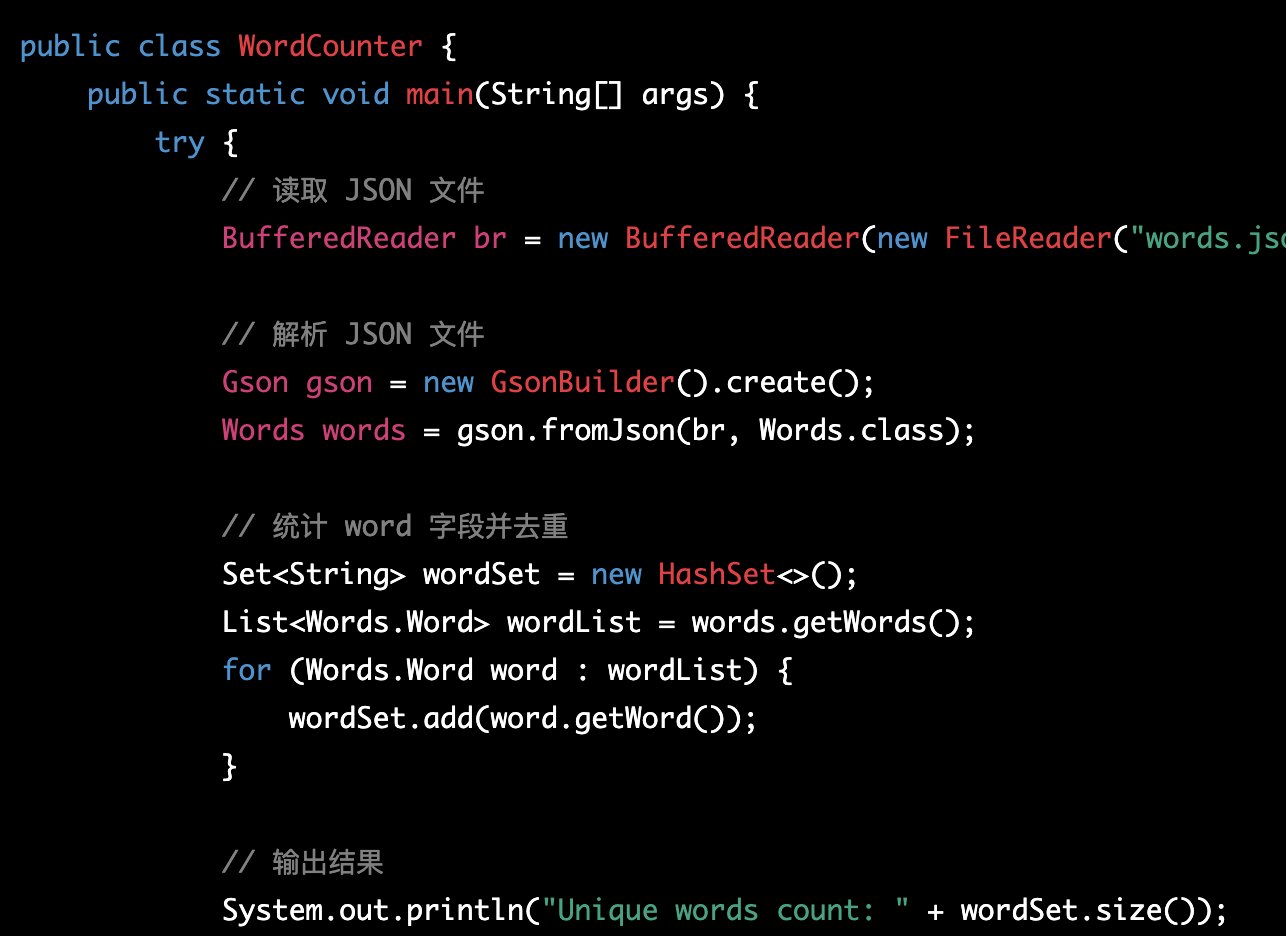 public class WordCounter {
public static void main(String[] args) {
try {
// 读取 JSON 文件
BufferedReader br = new BufferedReader(new FileReader("words.jso
// 解析 JSON 文件
Gson gson = new GsonBuilder().create();
Words words = gson.fromJson(br, Words.class);
// 统计 word 字段并去重
Set<String> wordSet = new HashSet<>();
List<Words.Word> wordList = words.getWords();
for (Words.Word word : wordList) {
wordSet.add(word.getWord());
}
// 输出结果
System.out.println("Unique words count: " + wordSet.size());